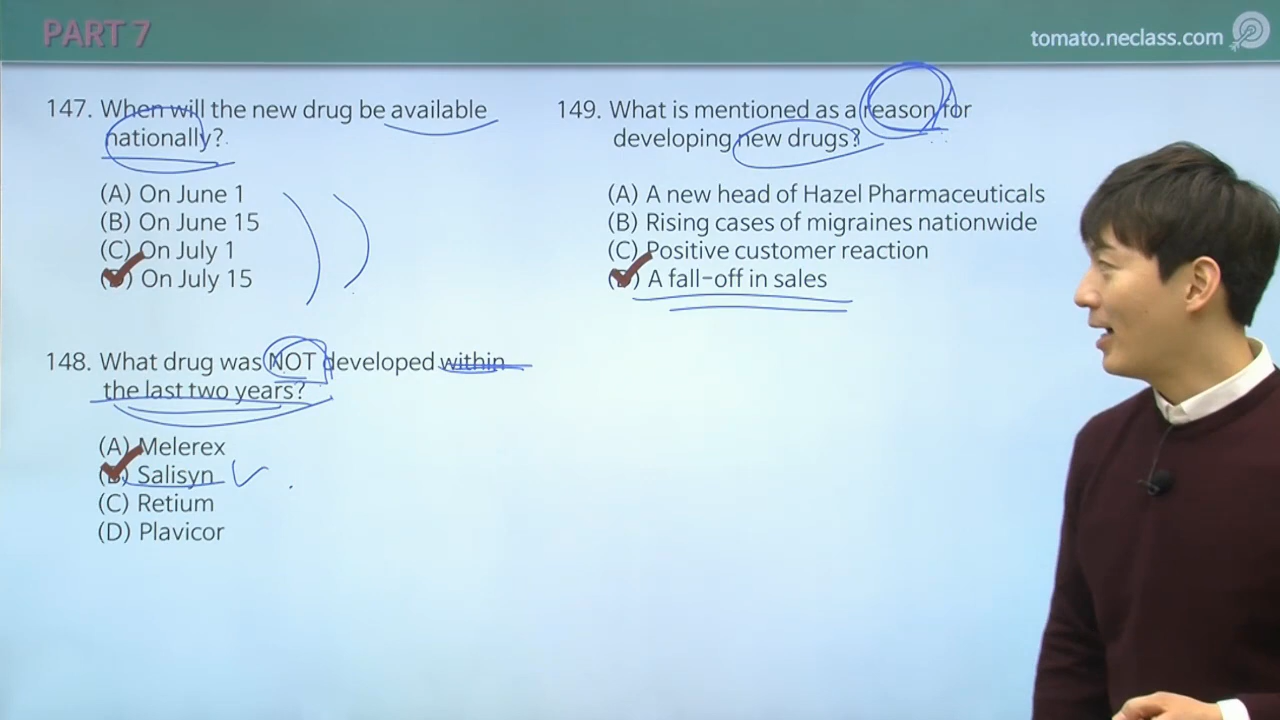 PART 7
tomato.neclass.com
147. When will the new drug be available
nationally?
(A) On June 1
(B) On June 15
(C) On July 1
(D) On July 15
148. What drug was NOT developed within
the last two years?
(A) Melerex
(B) Salisyn
(C) Retium
(D) Plavicor
149. What is mentioned as a reason for
developing new drugs?
(A) A new head of Hazel Pharmaceuticals
(B) Rising cases of migraines nationwide
(C) Positive customer reaction
(D) A fall-off in sales